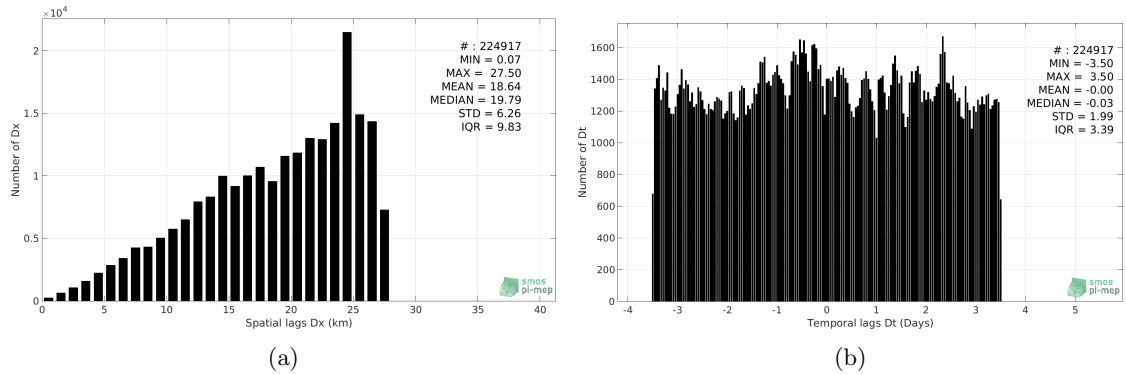 ×10⁴
2
1.5
1
0.5
0
Number of Dx
# : 224917
MIN = 0.07
MAX = 27.50
MEAN = 18.64
MEDIAN = 19.79
STD = 6.26
IQR = 9.83
smos
pi-mep
0 5 10 15 20 25 30 35 40
Spatial lags Dx (km)
(a)
1600
1400
1200
1000
800
600
400
200
0
Number of Dt
# : 224917
MIN = -3.50
MAX = 3.50
MEAN = -0.00
MEDIAN = -0.03
STD = 1.99
IQR = 3.39
smos
pi-mep
-4 -3 -2 -1 0 1 2 3 4 5
Temporal lags Dt (Days)
(b)